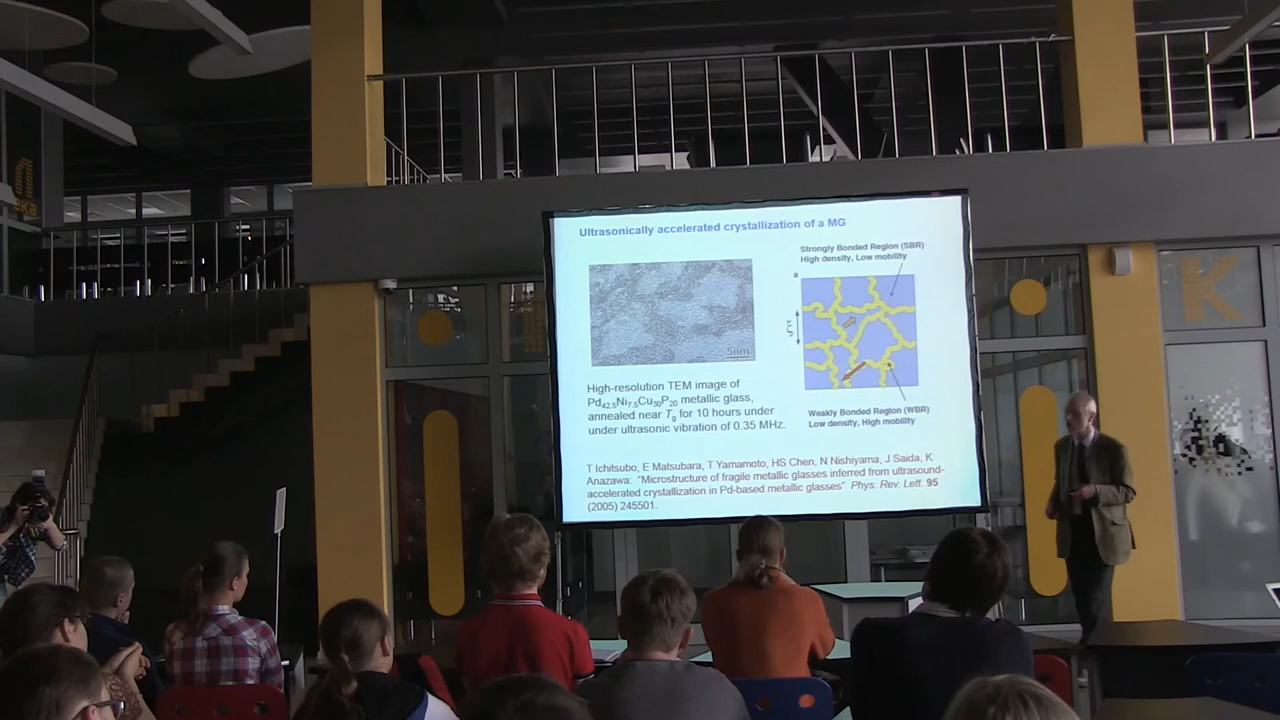 Ultrasonically accelerated crystallization of a MG
Strongly Bonded Region (SBR)
High density, Low mobility
a
ξ
5nm
High-resolution TEM image of
Pd42.5Ni7.5Cu30P20 metallic glass,
annealed near Tg for 10 hours under
under ultrasonic vibration of 0.35 MHz.
Weakly Bonded Region (WBR)
Low density, High mobility
T Ichitsubo, E Matsubara, T Yamamoto, HS Chen, N Nishiyama, J Saida, K
Anazawa: "Microstructure of fragile metallic glasses inferred from ultrasound-
accelerated crystallization in Pd-based metallic glasses" Phys. Rev. Lett. 95
(2005) 245501.
K